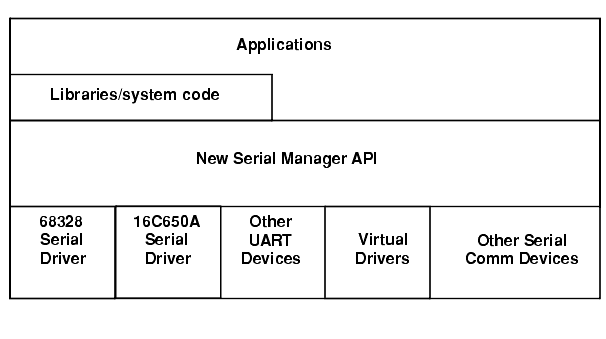 Applications
Libraries/system code
New Serial Manager API
68328
Serial
Driver
16C650A
Serial
Driver
Other
UART
Devices
Virtual
Drivers
Other Serial
Comm Devices